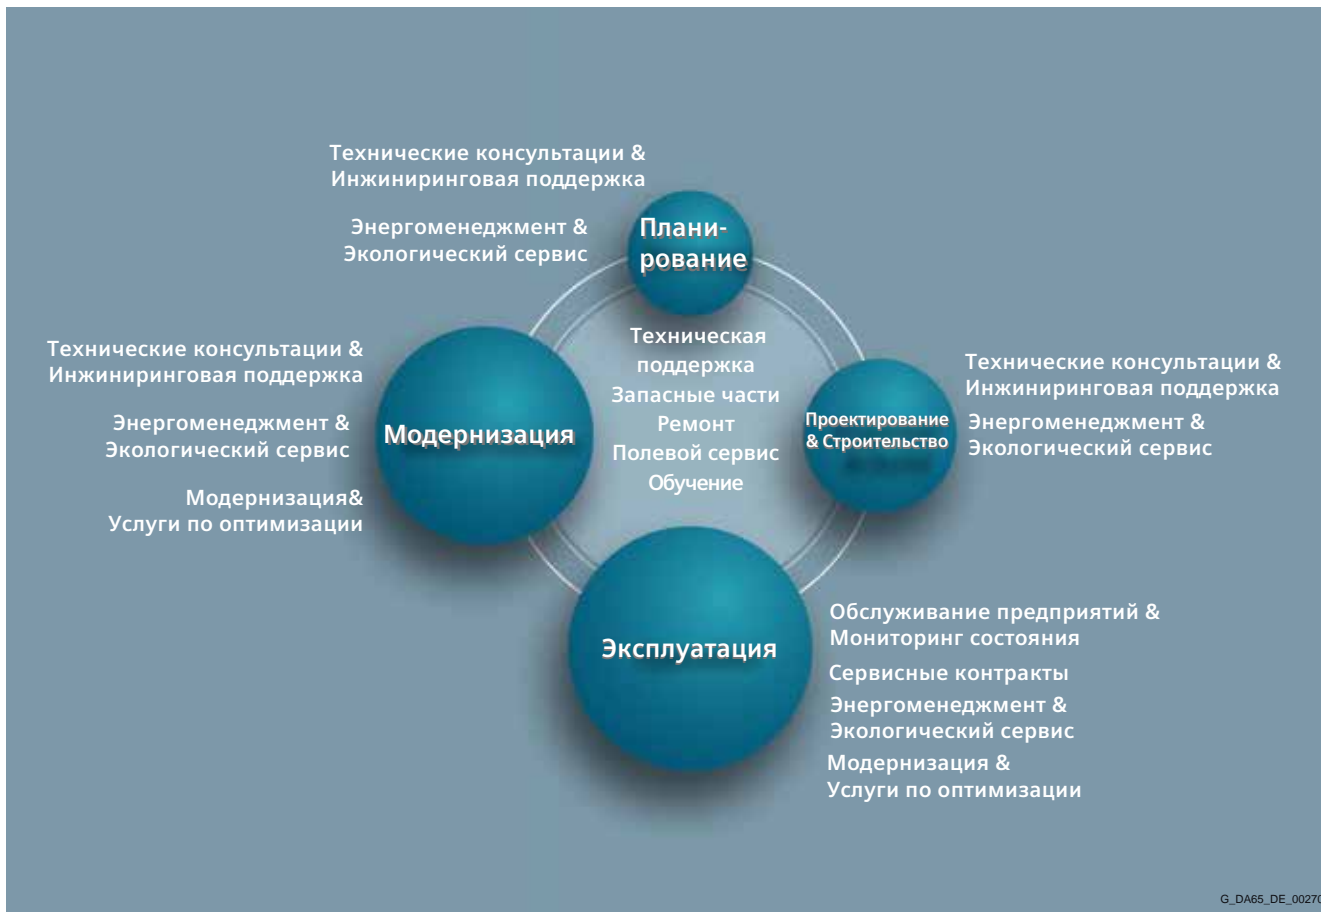 Технические консультации &
Инжиниринговая поддержка
Энергоменеджмент &
Экологический сервис
Плани-
рование
Технические консультации &
Инжиниринговая поддержка
Энергоменеджмент &
Экологический сервис
Модернизация&
Услуги по оптимизации
Модернизация
Техническая
поддержка
Запасные части
Ремонт
Полевой сервис
Обучение
Проектирование
& Строительство
Технические консультации &
Инжиниринговая поддержка
Энергоменеджмент &
Экологический сервис
Эксплуатация
Обслуживание предприятий &
Мониторинг состояния
Сервисные контракты
Энергоменеджмент &
Экологический сервис
Модернизация &
Услуги по оптимизации
G_DA65_DE_00270